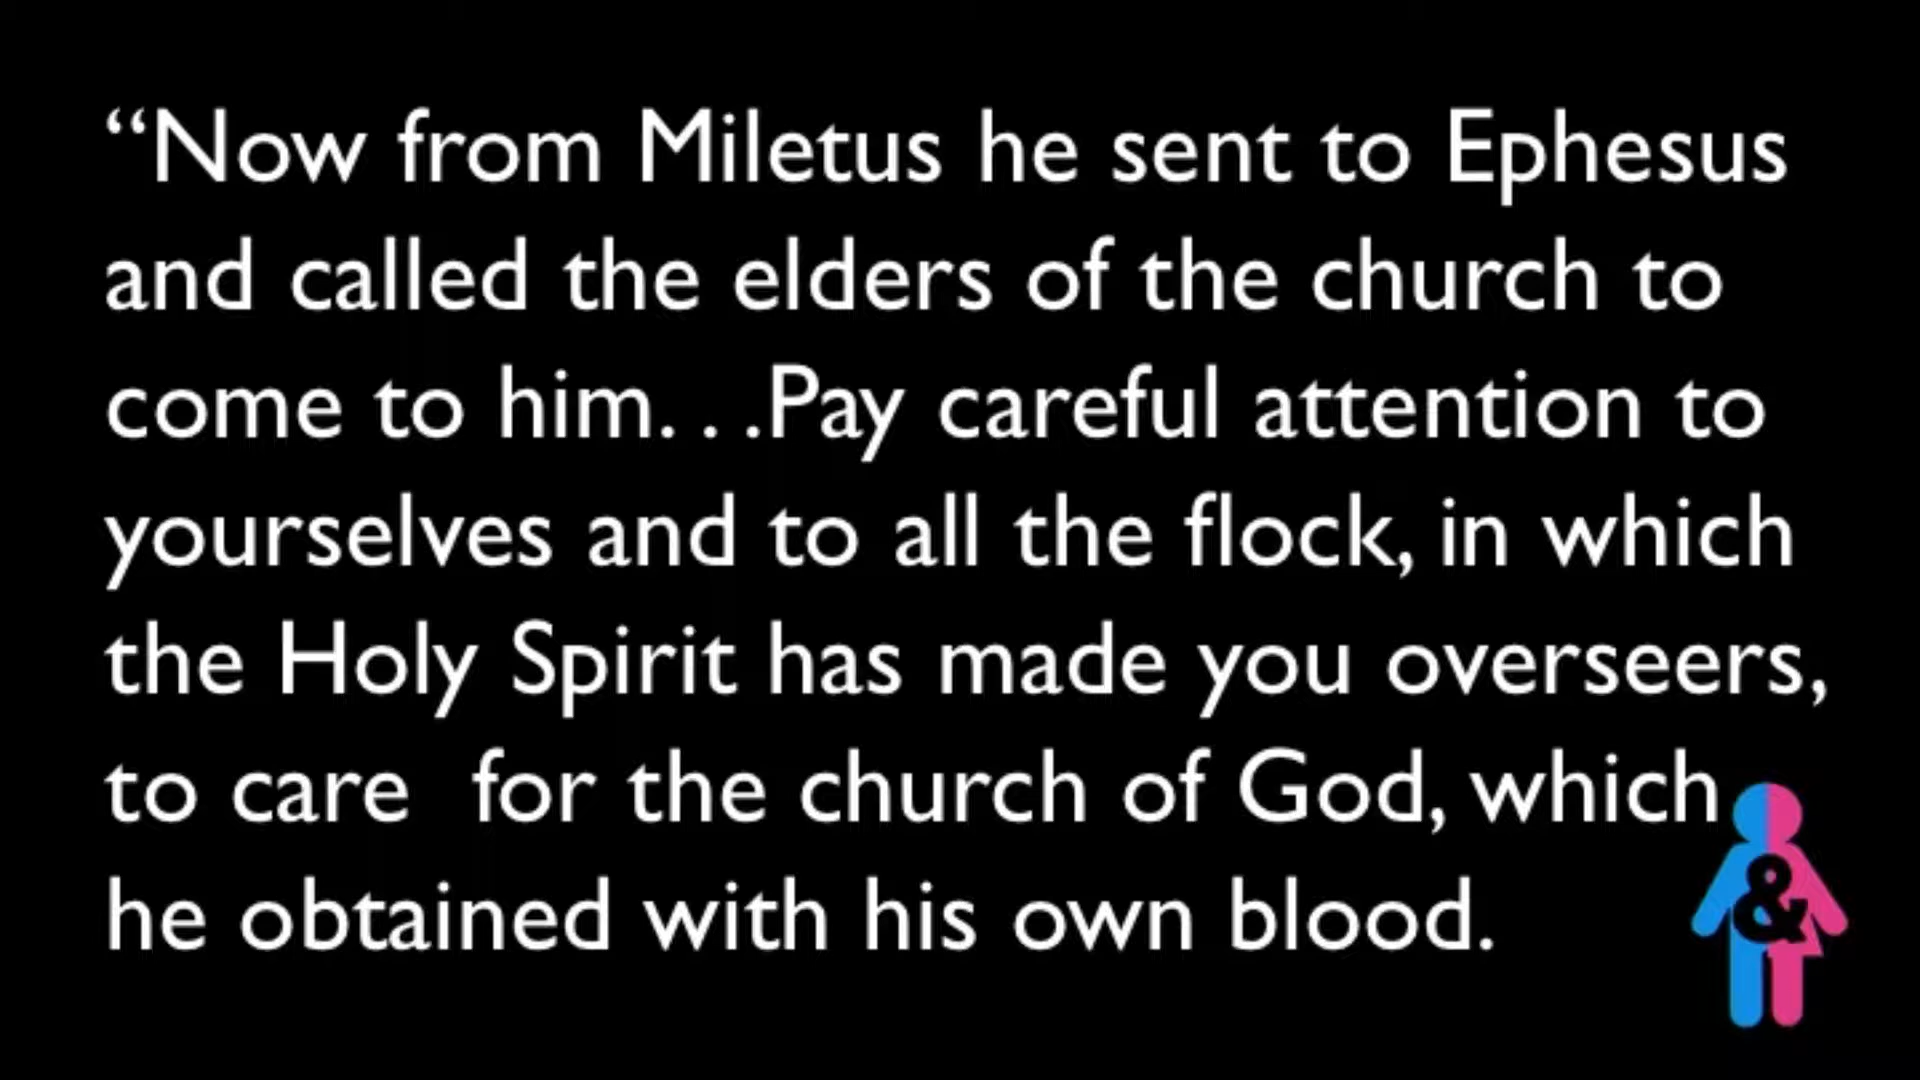 “Now from Miletus he sent to Ephesus
and called the elders of the church to
come to him. . .Pay careful attention to
yourselves and to all the flock, in which
the Holy Spirit has made you overseers,
to care  for the church of God, which
he obtained with his own blood.
&